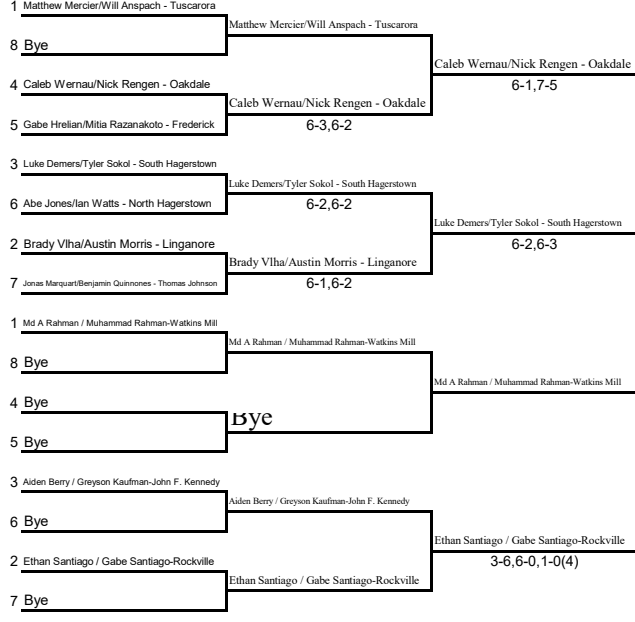 1 Matthew Mercier/Will Anspach - Tuscarora
Matthew Mercier/Will Anspach - Tuscarora
8 Bye
Caleb Wernau/Nick Rengen - Oakdale
6-1,7-5
4 Caleb Wernau/Nick Rengen - Oakdale
Caleb Wernau/Nick Rengen - Oakdale
6-3,6-2
5 Gabe Hrelian/Mitia Razanakoto - Frederick
3 Luke Demers/Tyler Sokol - South Hagerstown
Luke Demers/Tyler Sokol - South Hagerstown
6-2,6-2
6 Abe Jones/Ian Watts - North Hagerstown
Luke Demers/Tyler Sokol - South Hagerstown
6-2,6-3
2 Brady Vlha/Austin Morris - Linganore
Brady Vlha/Austin Morris - Linganore
6-1,6-2
7 Jonas Marquart/Benjamin Quinnones - Thomas Johnson
1 Md A Rahman / Muhammad Rahman-Watkins Mill
Md A Rahman / Muhammad Rahman-Watkins Mill
8 Bye
Md A Rahman / Muhammad Rahman-Watkins Mill
4 Bye
Bye
5 Bye
3 Aiden Berry / Greyson Kaufman-John F. Kennedy
Aiden Berry / Greyson Kaufman-John F. Kennedy
6 Bye
Ethan Santiago / Gabe Santiago-Rockville
3-6,6-0,1-0(4)
2 Ethan Santiago / Gabe Santiago-Rockville
Ethan Santiago / Gabe Santiago-Rockville
7 Bye